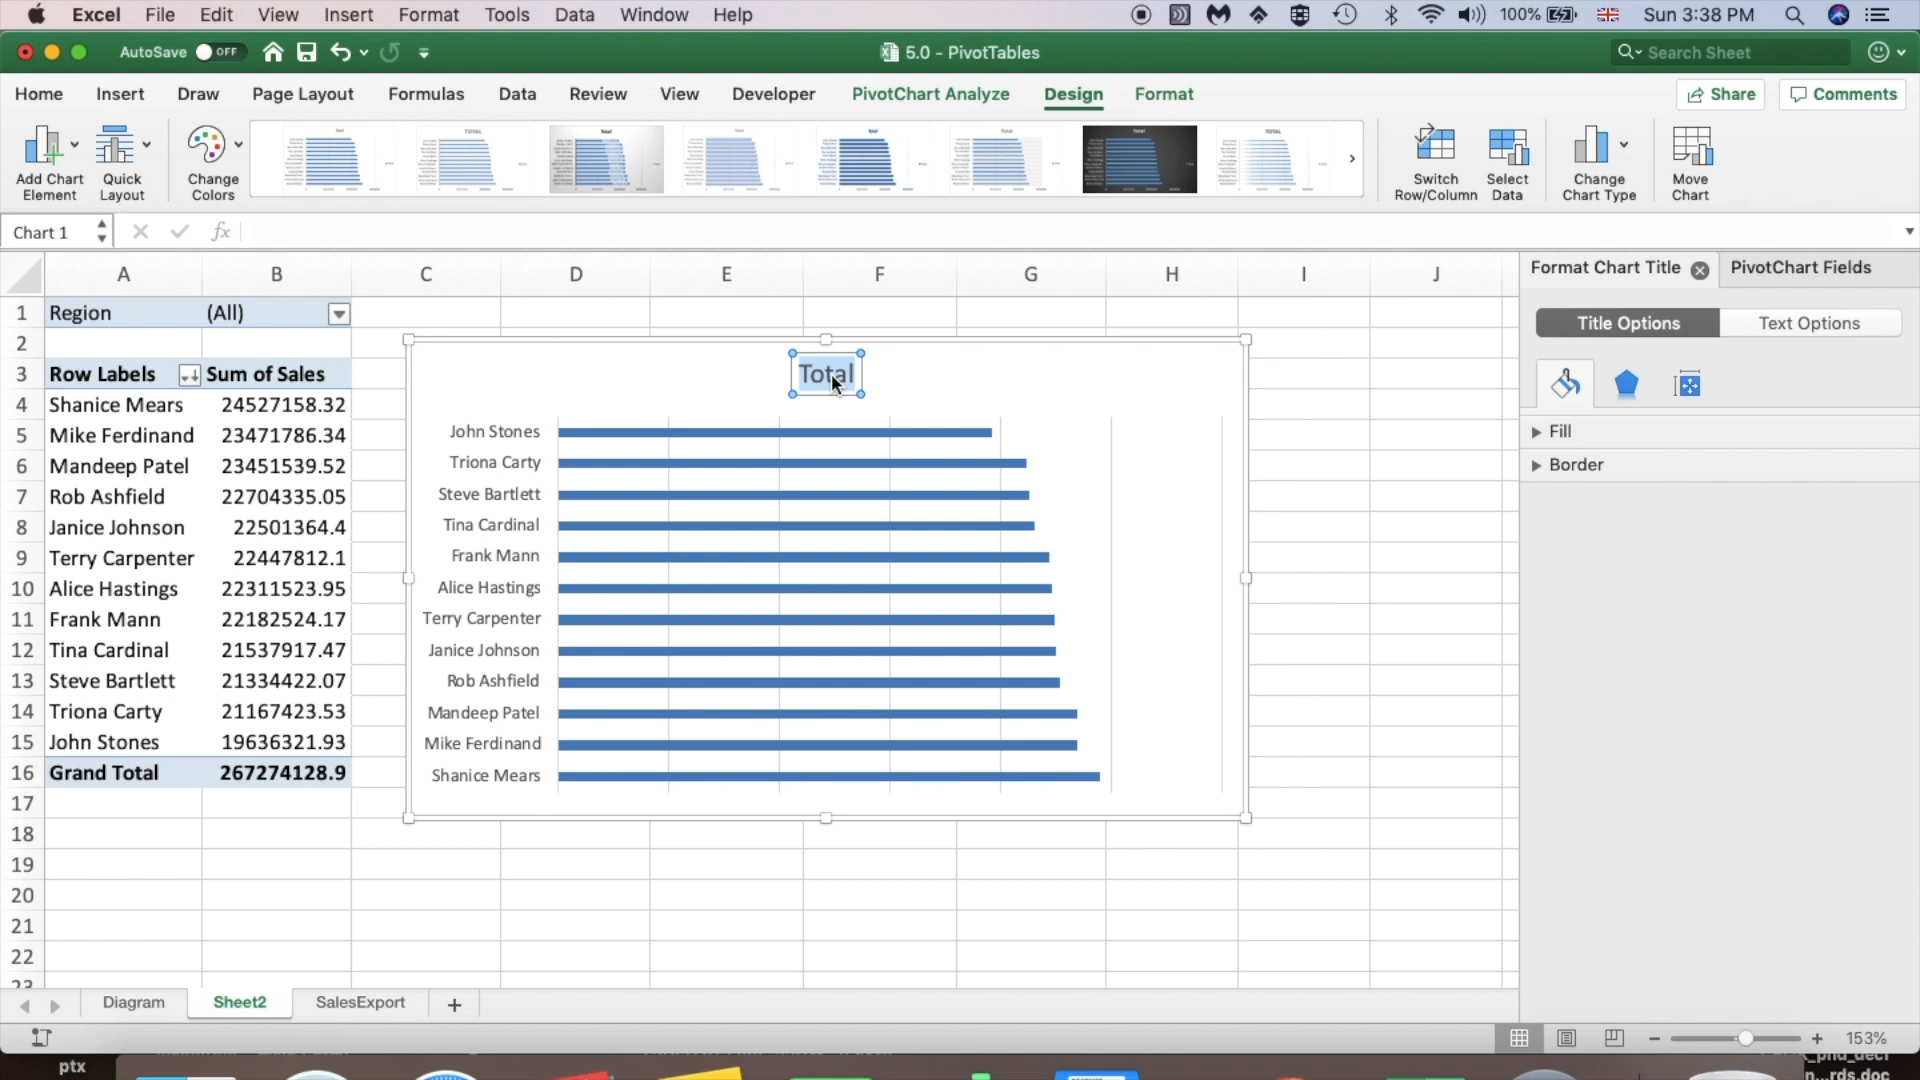 Excel File Edit View Insert Format Tools Data Window Help 100% Sun 3:38 PM
AutoSave OFF 5.0 - PivotTables Search Sheet
Home Insert Draw Page Layout Formulas Data Review View Developer PivotChart Analyze Design Format Share Comments
Add Chart Element Quick Layout Change Colors Switch Row/Column Select Data Change Chart Type Move Chart
Chart 1 fx
A B C D E F G H I J
Format Chart Title PivotChart Fields
Title Options Text Options
Fill
Border
1 Region (All)
2
3 Row Labels Sum of Sales
4 Shanice Mears 24527158.32
5 Mike Ferdinand 23471786.34
6 Mandeep Patel 23451539.52
7 Rob Ashfield 22704335.05
8 Janice Johnson 22501364.4
9 Terry Carpenter 22447812.1
10 Alice Hastings 22311523.95
11 Frank Mann 22182524.17
12 Tina Cardinal 21537917.47
13 Steve Bartlett 21334422.07
14 Triona Carty 21167423.53
15 John Stones 19636321.93
16 Grand Total 267274128.9
17
18
19
20
21
22
23
Total
John Stones
Triona Carty
Steve Bartlett
Tina Cardinal
Frank Mann
Alice Hastings
Terry Carpenter
Janice Johnson
Rob Ashfield
Mandeep Patel
Mike Ferdinand
Shanice Mears
Diagram Sheet2 SalesExport
153%
ptx